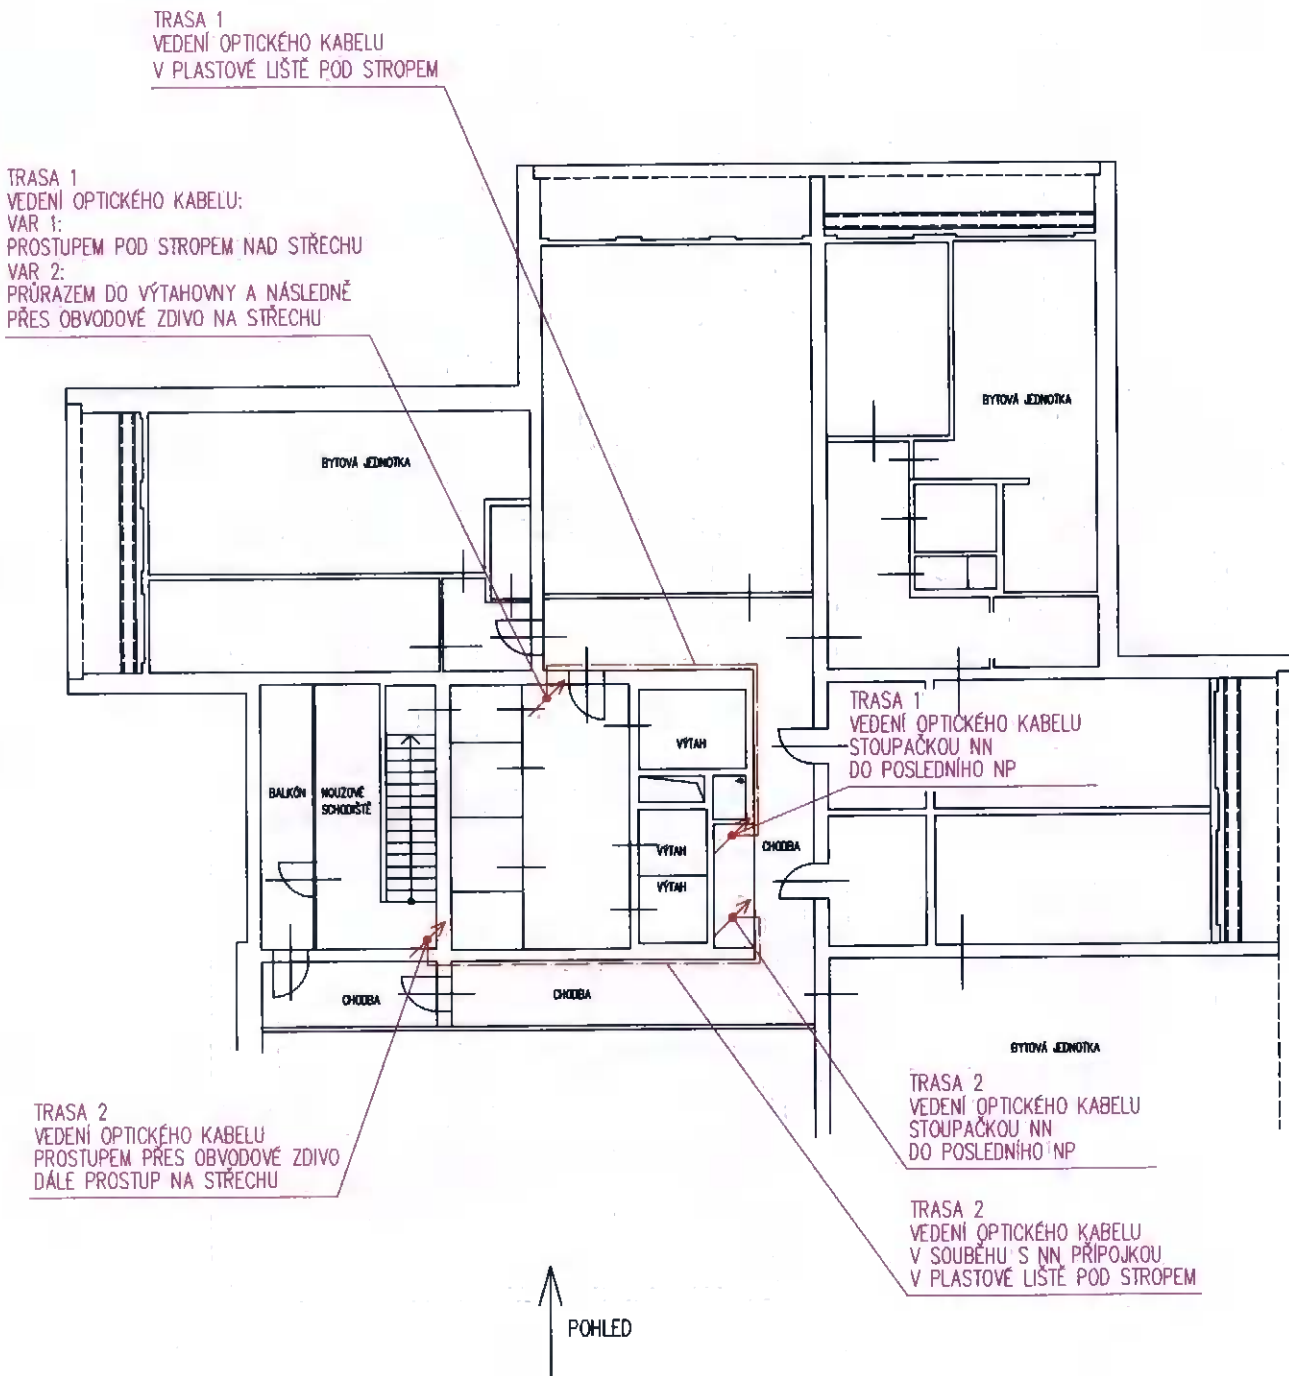 TRASA 1
VEDENÍ OPTICKÉHO KABELU
V PLASTOVÉ LIŠTĚ POD STROPEM
TRASA 1
VEDENÍ OPTICKÉHO KABELU:
VAR 1:
PROSTUPEM POD STROPEM NAD STŘECHU
VAR 2:
PRŮRAZEM DO VÝTAHOVNY A NÁSLEDNĚ
PŘES OBVODOVÉ ZDIVO NA STŘECHU
BYTOVÁ JEDNOTKA
BYTOVÁ JEDNOTKA
TRASA 1
VEDENÍ OPTICKÉHO KABELU
STOUPAČKOU NN
DO POSLEDNÍHO NP
VÝTAH
BALKÓN
NOUZOVÉ
SCHODIŠTĚ
VÝTAH
CHODBA
VÝTAH
CHODBA
CHODBA
BYTOVÁ JEDNOTKA
TRASA 2
VEDENÍ OPTICKÉHO KABELU
PROSTUPEM PŘES OBVODOVÉ ZDIVO
DÁLE PROSTUP NA STŘECHU
TRASA 2
VEDENÍ OPTICKÉHO KABELU
STOUPAČKOU NN
DO POSLEDNÍHO NP
TRASA 2
VEDENÍ OPTICKÉHO KABELU
V SOUBĚHU S NN PŘÍPOJKOU
V PLASTOVÉ LIŠTĚ POD STROPEM
POHLED